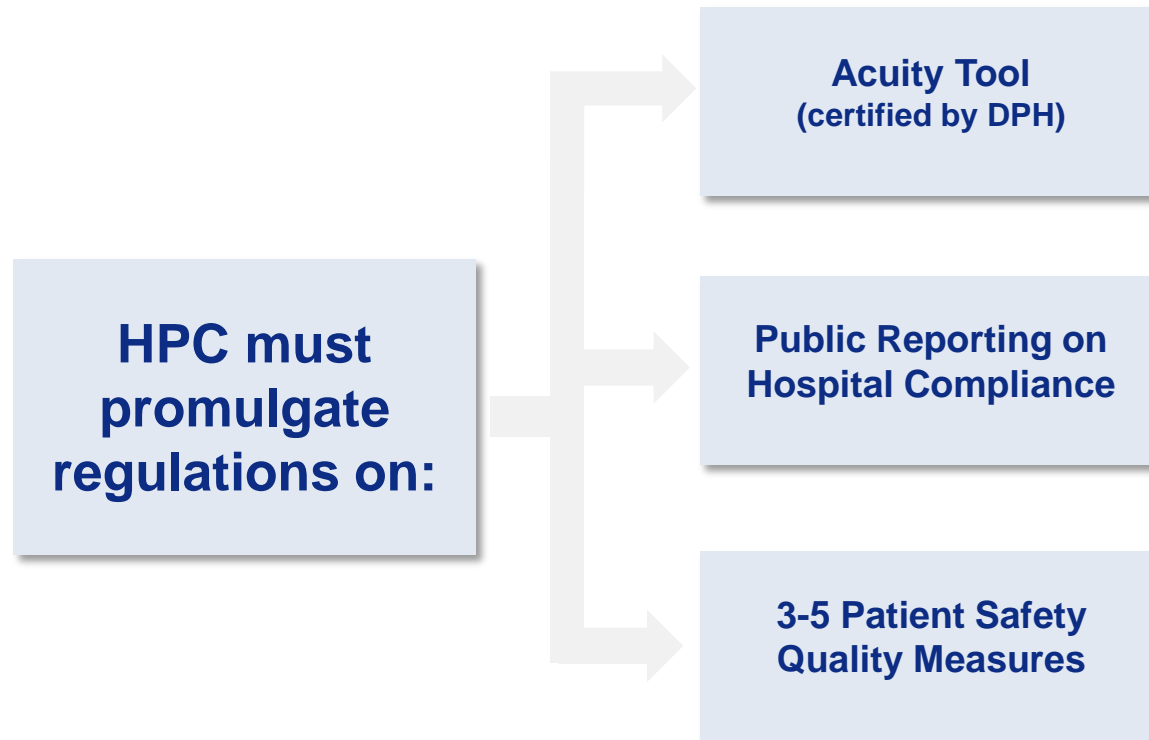 HPC must
promulgate
regulations on:
Acuity Tool
(certified by DPH)
Public Reporting on
Hospital Compliance
3-5 Patient Safety
Quality Measures